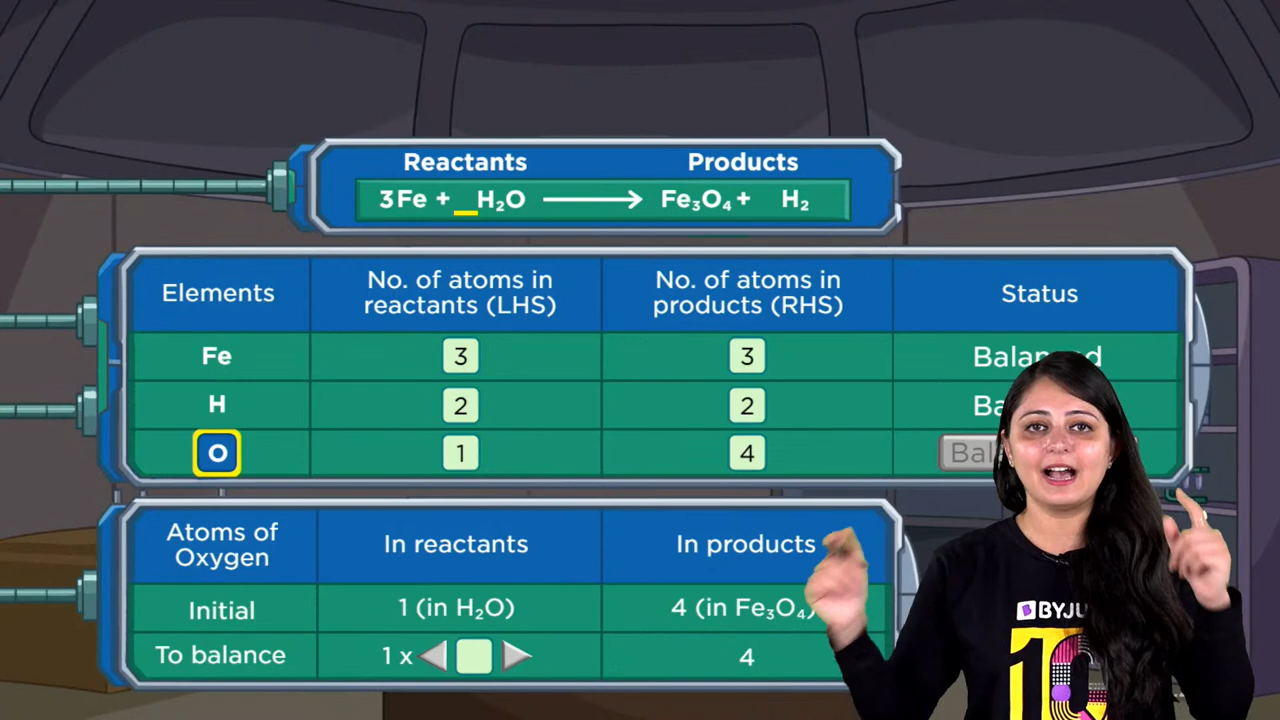 Reactants Products
3Fe + _H₂O ⟶ Fe₃O₄ + H₂
Elements No. of atoms in reactants (LHS) No. of atoms in products (RHS) Status
Fe 3 3
H 2 2
O 1 4
Atoms of Oxygen In reactants In products
Initial 1 (in H₂O) 4 (in Fe₃O₄)
To balance 1 x 4
10